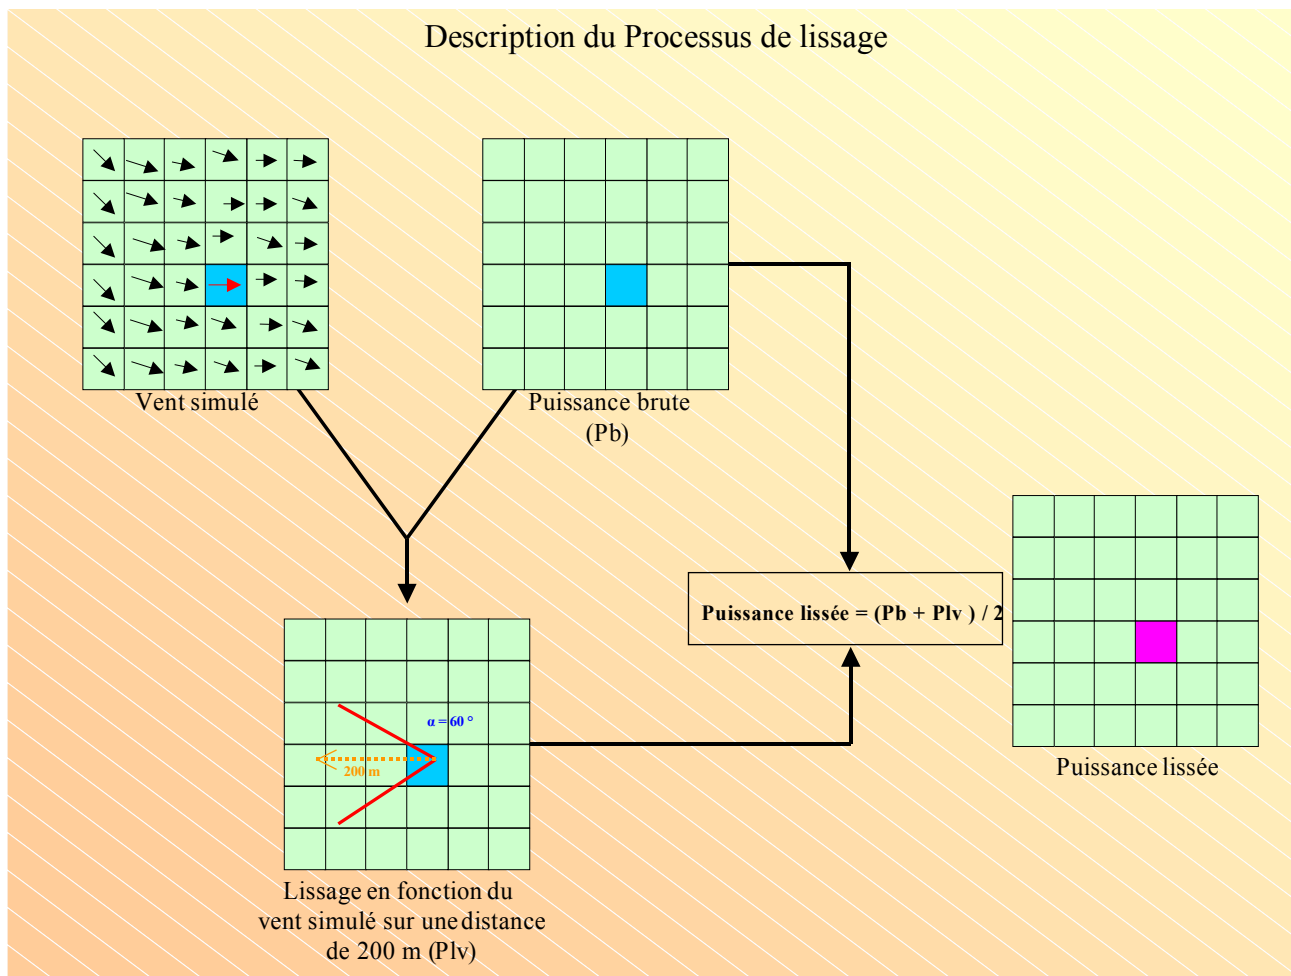 Description du Processus de lissage
Vent simulé
Puissance brute
(Pb)
Puissance lissée = (Pb + Plv ) / 2
α = 60 °
200 m
Puissance lissée
Lissage en fonction du
vent simulé sur une distance
de 200 m (Plv)